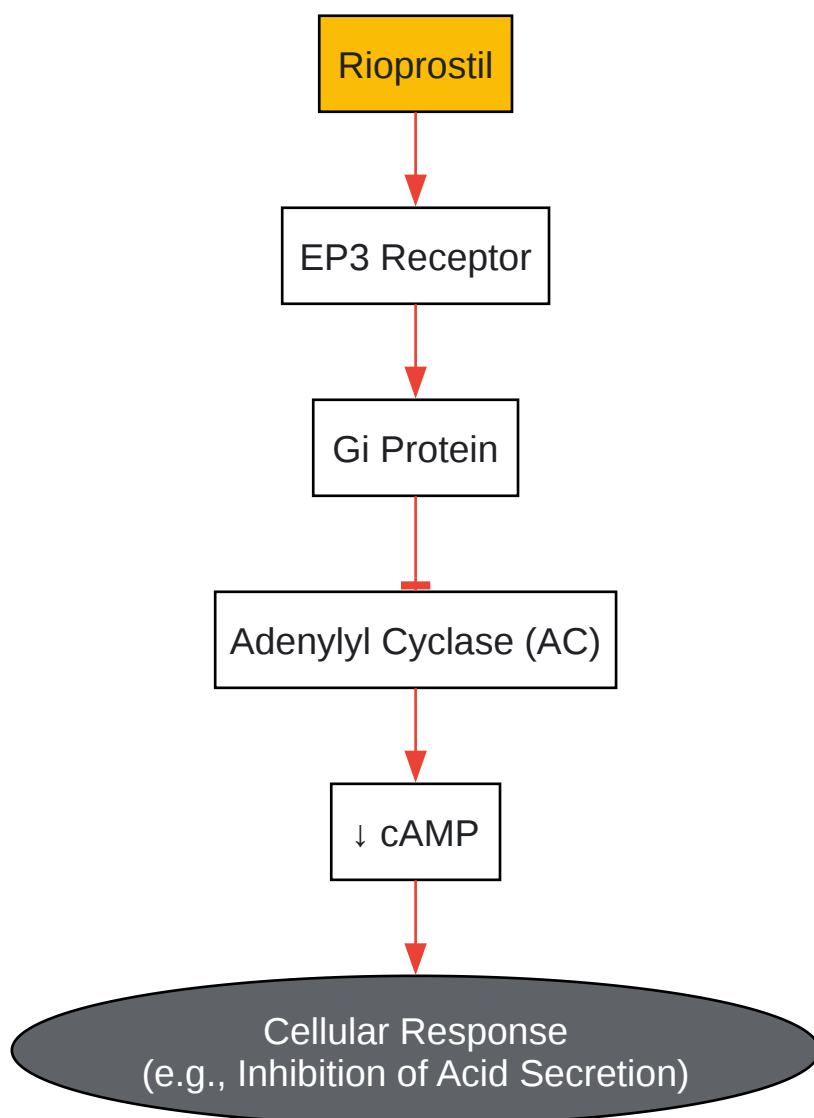 Rioprostil
EP3 Receptor
Gi Protein
Adenylyl Cyclase (AC)
↓ cAMP
Cellular Response
(e.g., Inhibition of Acid Secretion)